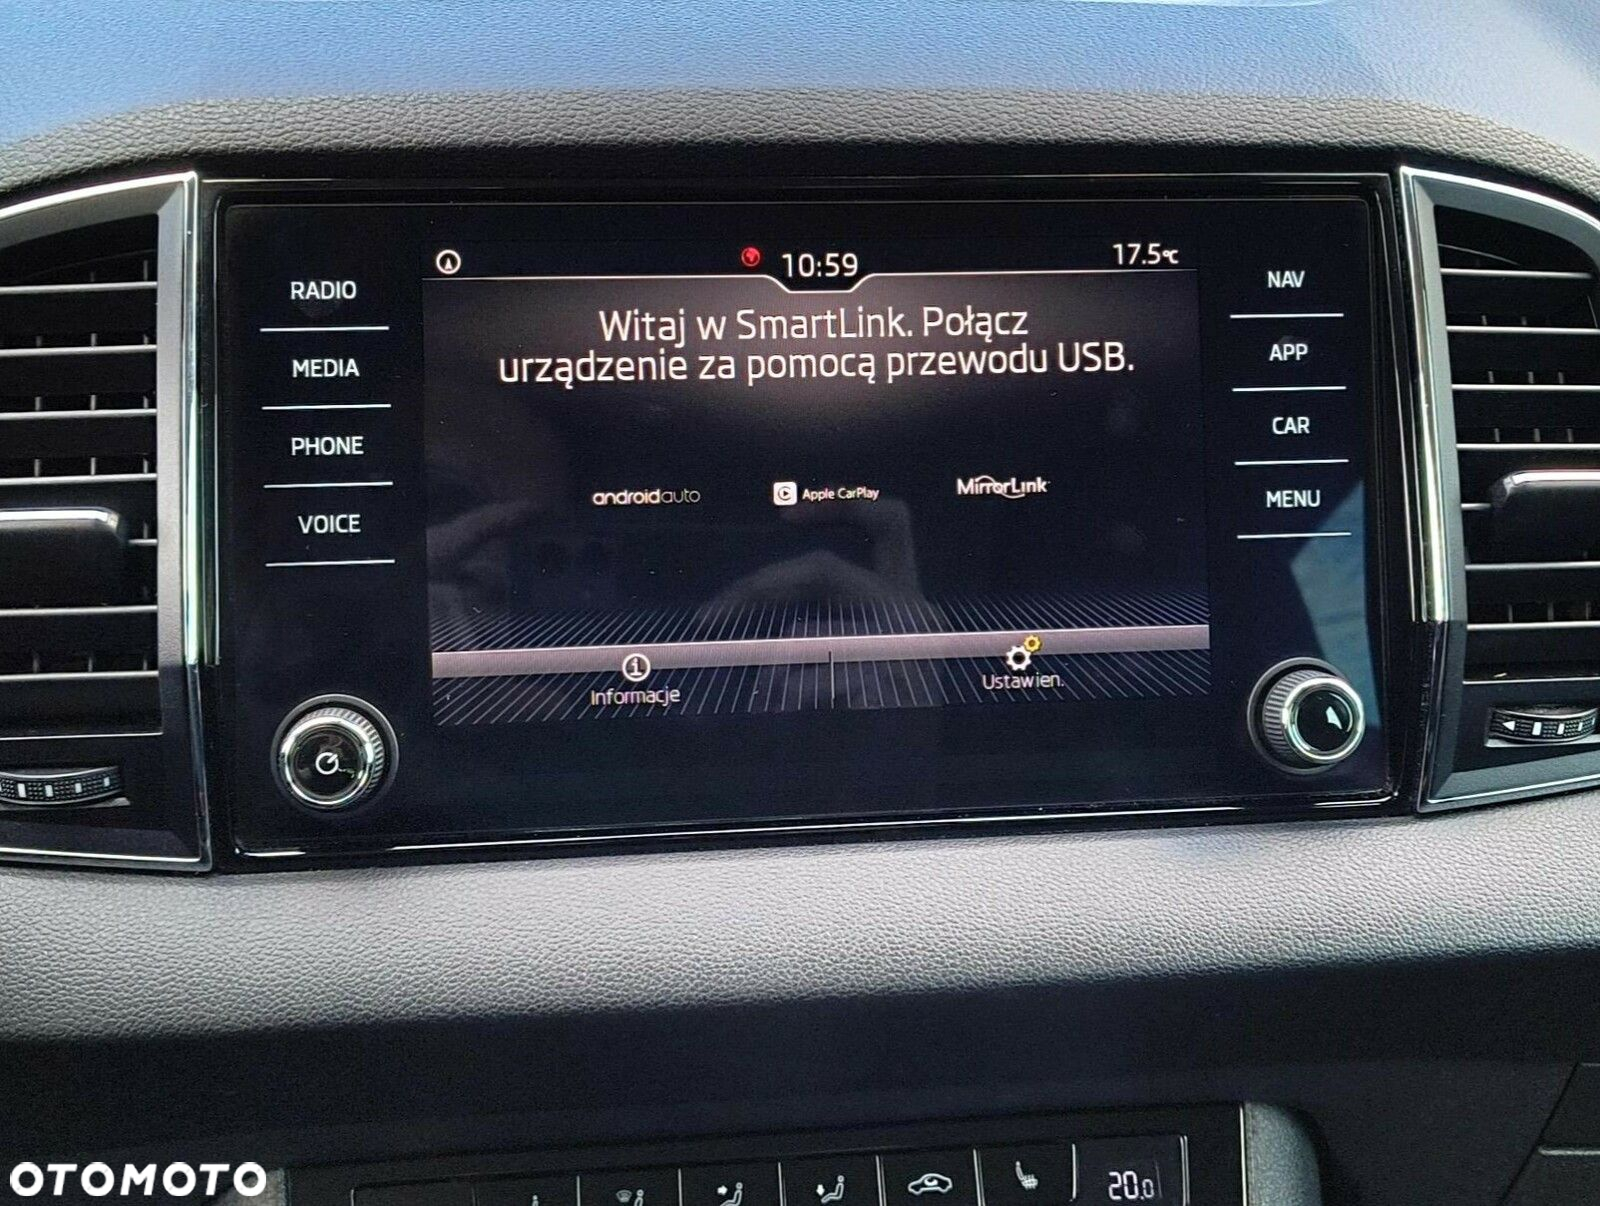 10:59
17.5°C
RADIO
MEDIA
PHONE
VOICE
Witaj w SmartLink. Połącz
urządzenie za pomocą przewodu USB.
androidauto
Apple CarPlay
MirrorLink
Informacje
Ustawien.
NAV
APP
CAR
MENU
20.0
OTOMOTO